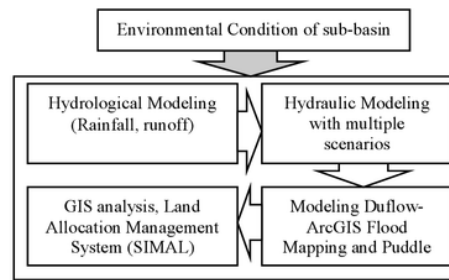 Environmental Condition of sub-basin
Hydrological Modeling
(Rainfall, runoff)
Hydraulic Modeling
with multiple
scenarios
GIS analysis, Land
Allocation Management
System (SIMAL)
Modeling Duflow-
ArcGIS Flood
Mapping and Puddle